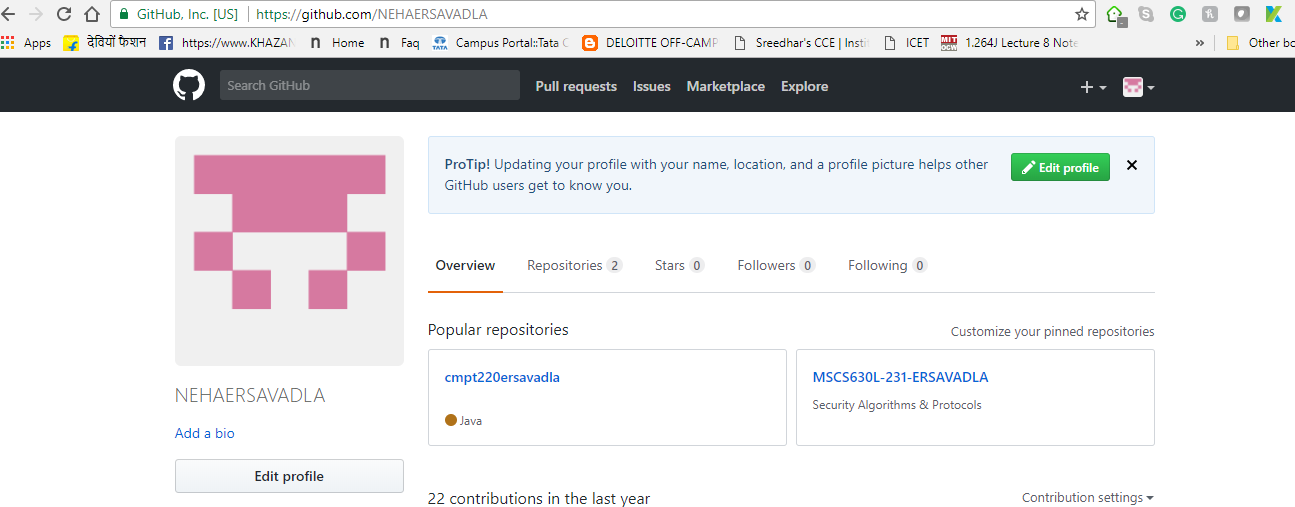 GitHub, Inc. [US] | https://github.com/NEHAERSAVADLA
Apps देवियों फैशन https://www.KHAZAN n Home n Faq TATA Campus Portal::Tata C DELOITTE OFF-CAMP Sreedhar's CCE | Insti ICET MIT OCW 1.264J Lecture 8 Note » Other bo
Search GitHub Pull requests Issues Marketplace Explore
ProTip! Updating your profile with your name, location, and a profile picture helps other
GitHub users get to know you.
Edit profile
Overview Repositories 2 Stars 0 Followers 0 Following 0
Popular repositories Customize your pinned repositories
cmpt220ersavadla
Java
MSCS630L-231-ERSAVADLA
Security Algorithms & Protocols
NEHAERSAVADLA
Add a bio
Edit profile
22 contributions in the last year Contribution settings